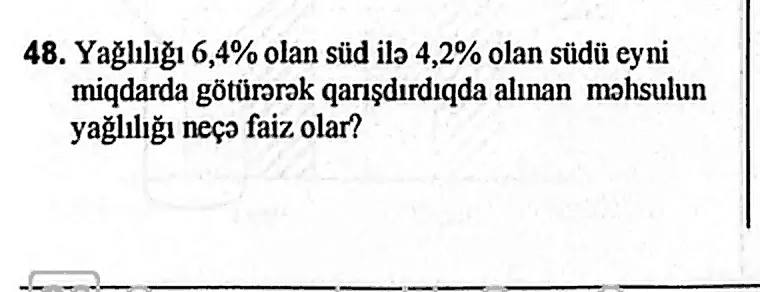 48. Yağlılığı 6,4% olan süd ilə 4,2% olan südü eyni
miqdarda götürərək qarışdırdıqda alınan məhsulun
yağlılığı neçə faiz olar?